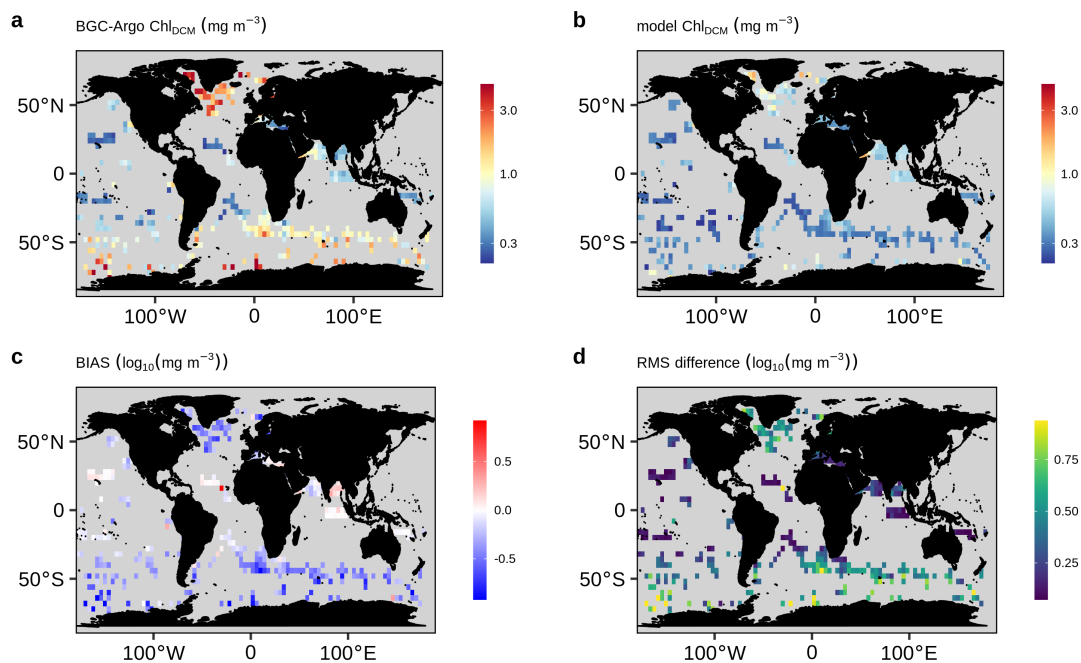 a BGC-Argo Chl_DCM (mg m⁻³)
50°N
0
50°S
100°W 0 100°E
3.0
1.0
0.3
b model Chl_DCM (mg m⁻³)
50°N
0
50°S
100°W 0 100°E
3.0
1.0
0.3
c BIAS (log₁₀(mg m⁻³))
50°N
0
50°S
100°W 0 100°E
0.5
0.0
-0.5
d RMS difference (log₁₀(mg m⁻³))
50°N
0
50°S
100°W 0 100°E
0.75
0.50
0.25